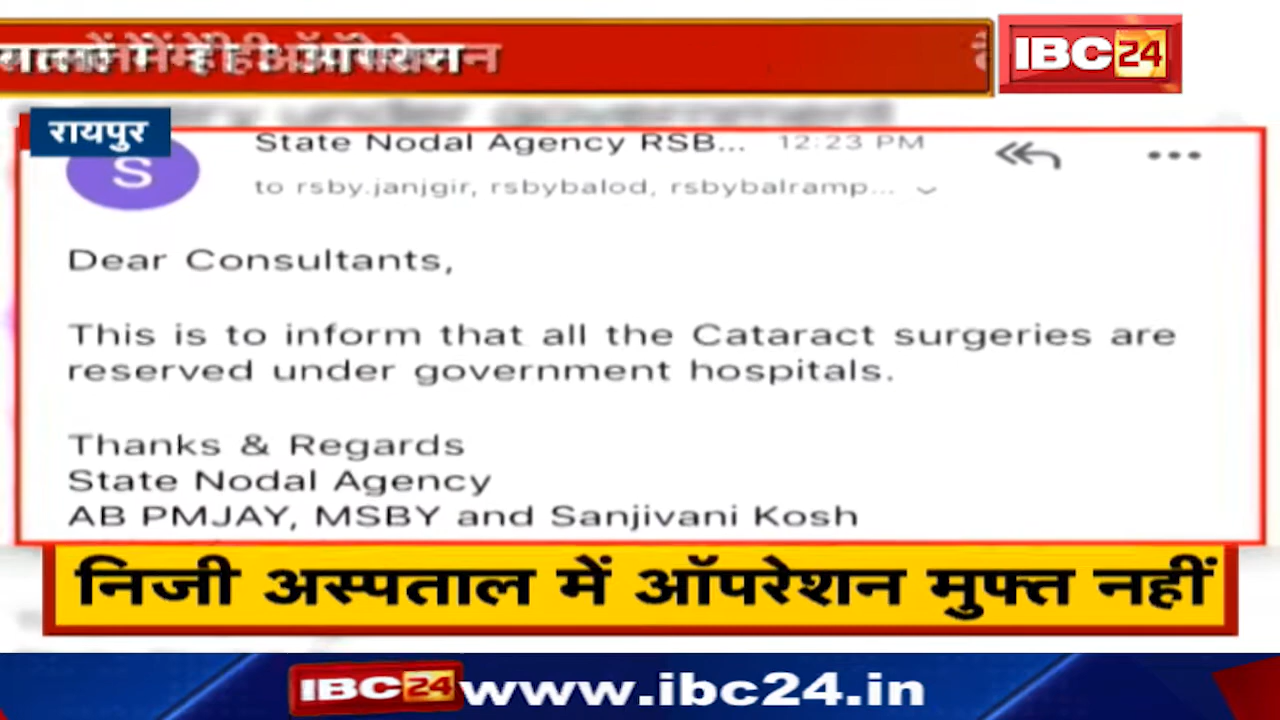 IBC24
रायपुर
S
State Nodal Agency RSB... 12:23 PM
to rsby.janjgir, rsbybalod, rsbybalramp...
Dear Consultants,
This is to inform that all the Cataract surgeries are
reserved under government hospitals.
Thanks & Regards
State Nodal Agency
AB PMJAY, MSBY and Sanjivani Kosh
निजी अस्पताल में ऑपरेशन मुफ्त नहीं
IBC24 www.ibc24.in